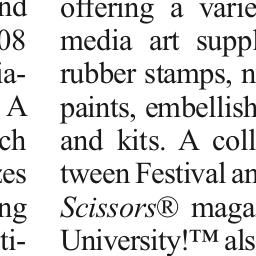 nd
08
ia-
A
ch
zes
ng
ti-
offering a varie
media art suppl
rubber stamps, n
paints, embellish
and kits. A coll
tween Festival an
Scissors® maga
University!™ als